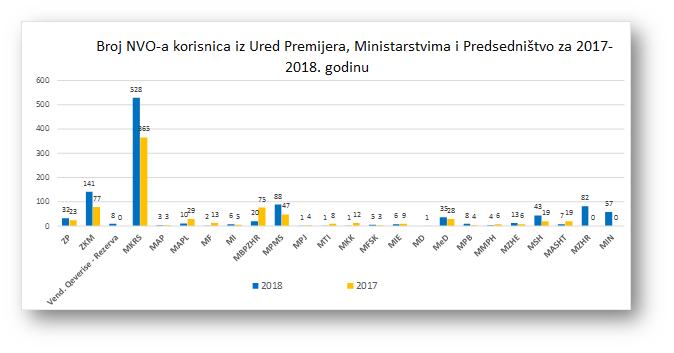 Broj NVO-a korisnica iz Ured Premijera, Ministarstvima i Predsedništvo za 2017-
2018. godinu
600
500
400
300
200
100
0
32 23 141 77 8 0 528 365 3 3 10 29 2 13 6 5 20 75 88 47 1 4 1 8 1 12 5 3 6 9 1 35 28 8 4 4 6 13 6 43 19 7 19 82 0 57 0
ZP ZKM Vend. Qeverise - Rezerva MKRS MAP MAPL MF MI MBPZHR MPMS MPJ MTI MKK MFSK MIE MD MeD MPB MMPH MZHE MSH MASHT MZHR MIN
2018 2017